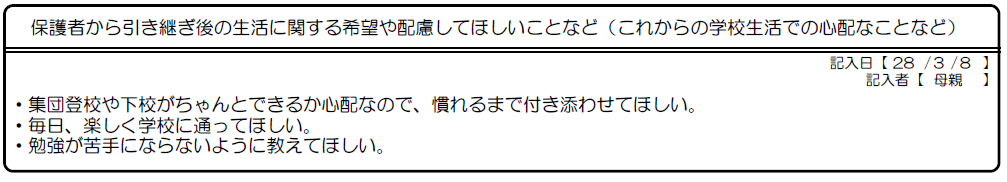 保護者から引き継ぎ後の生活に関する希望や配慮してほしいことなど（これからの学校生活での心配なことなど）
記入日【 28 /3 /8 】
記入者【 母親 】
・集団登校や下校がちゃんとできるか心配なので、慣れるまで付き添わせてほしい。
・毎日、楽しく学校に通ってほしい。
・勉強が苦手にならないように教えてほしい。